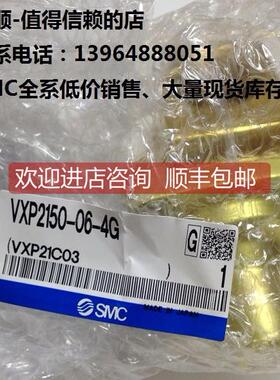 顺-值得信赖的店
系电话：13964888051
MC全系低价销售、大量现货库存
欢迎进店咨询 顺丰包邮
VXP2150-06-4G
(VXP21C03
)
G
1
SMC
MADE IN JAPAN